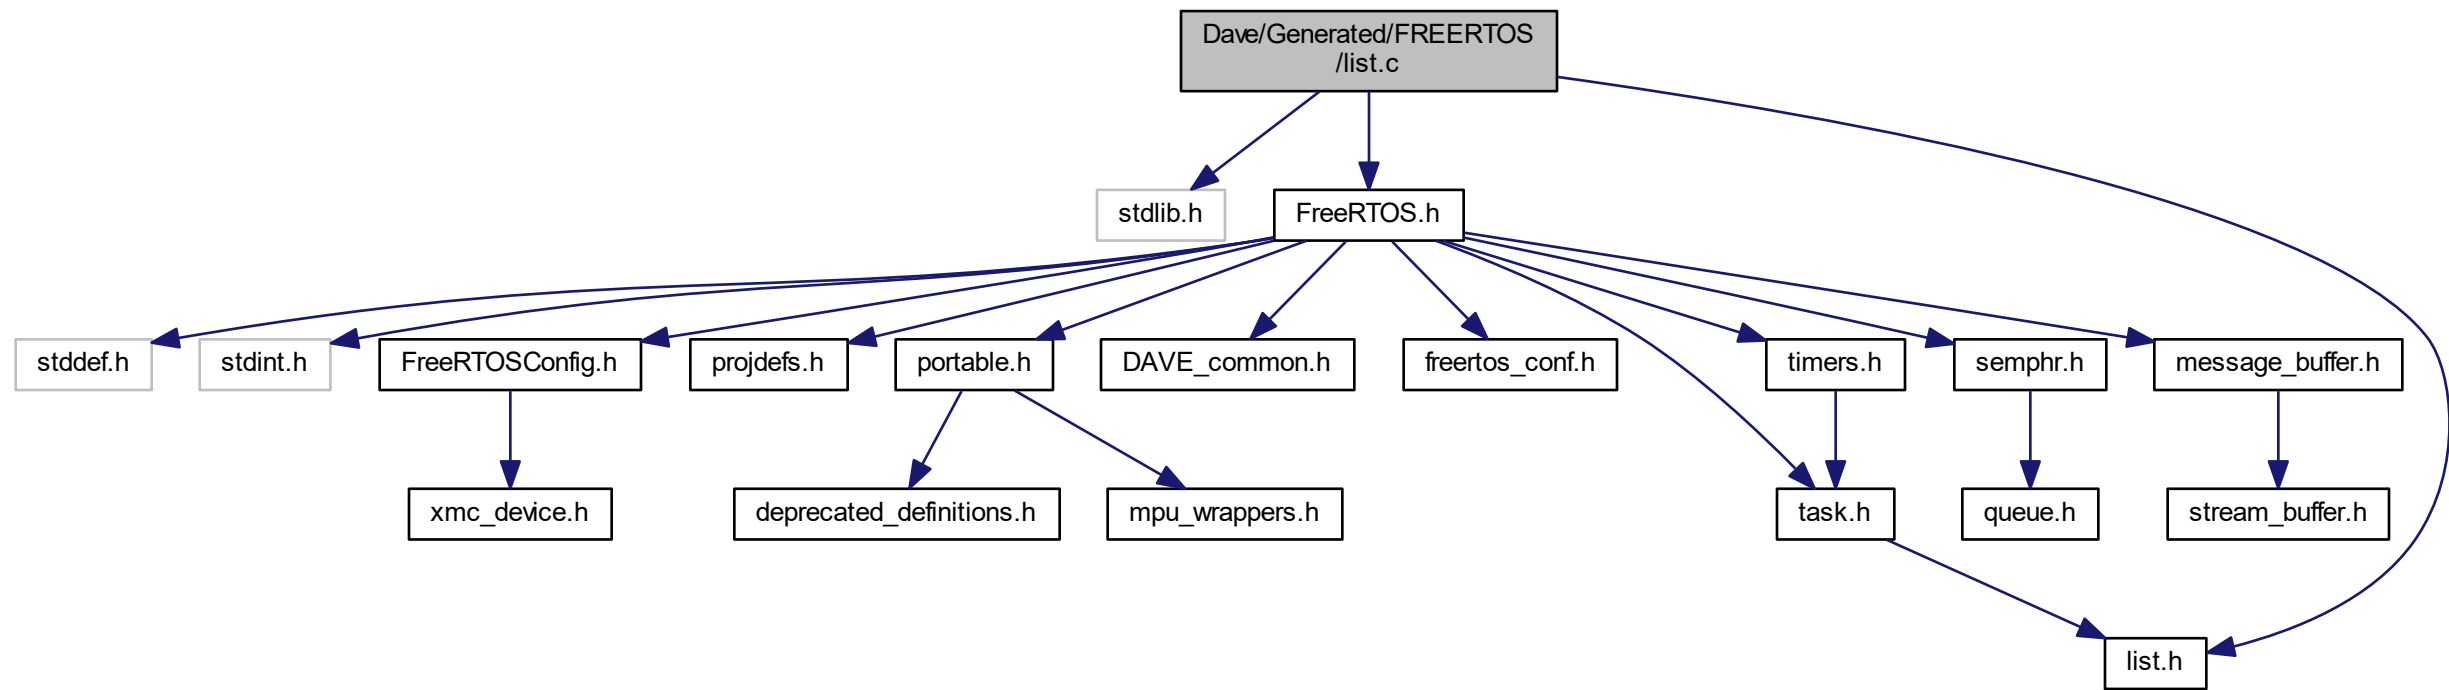 Dave/Generated/FREERTOS
/list.c
stdlib.h
FreeRTOS.h
stddef.h
stdint.h
FreeRTOSConfig.h
projdefs.h
portable.h
DAVE_common.h
freertos_conf.h
timers.h
semphr.h
message_buffer.h
xmc_device.h
deprecated_definitions.h
mpu_wrappers.h
task.h
queue.h
stream_buffer.h
list.h